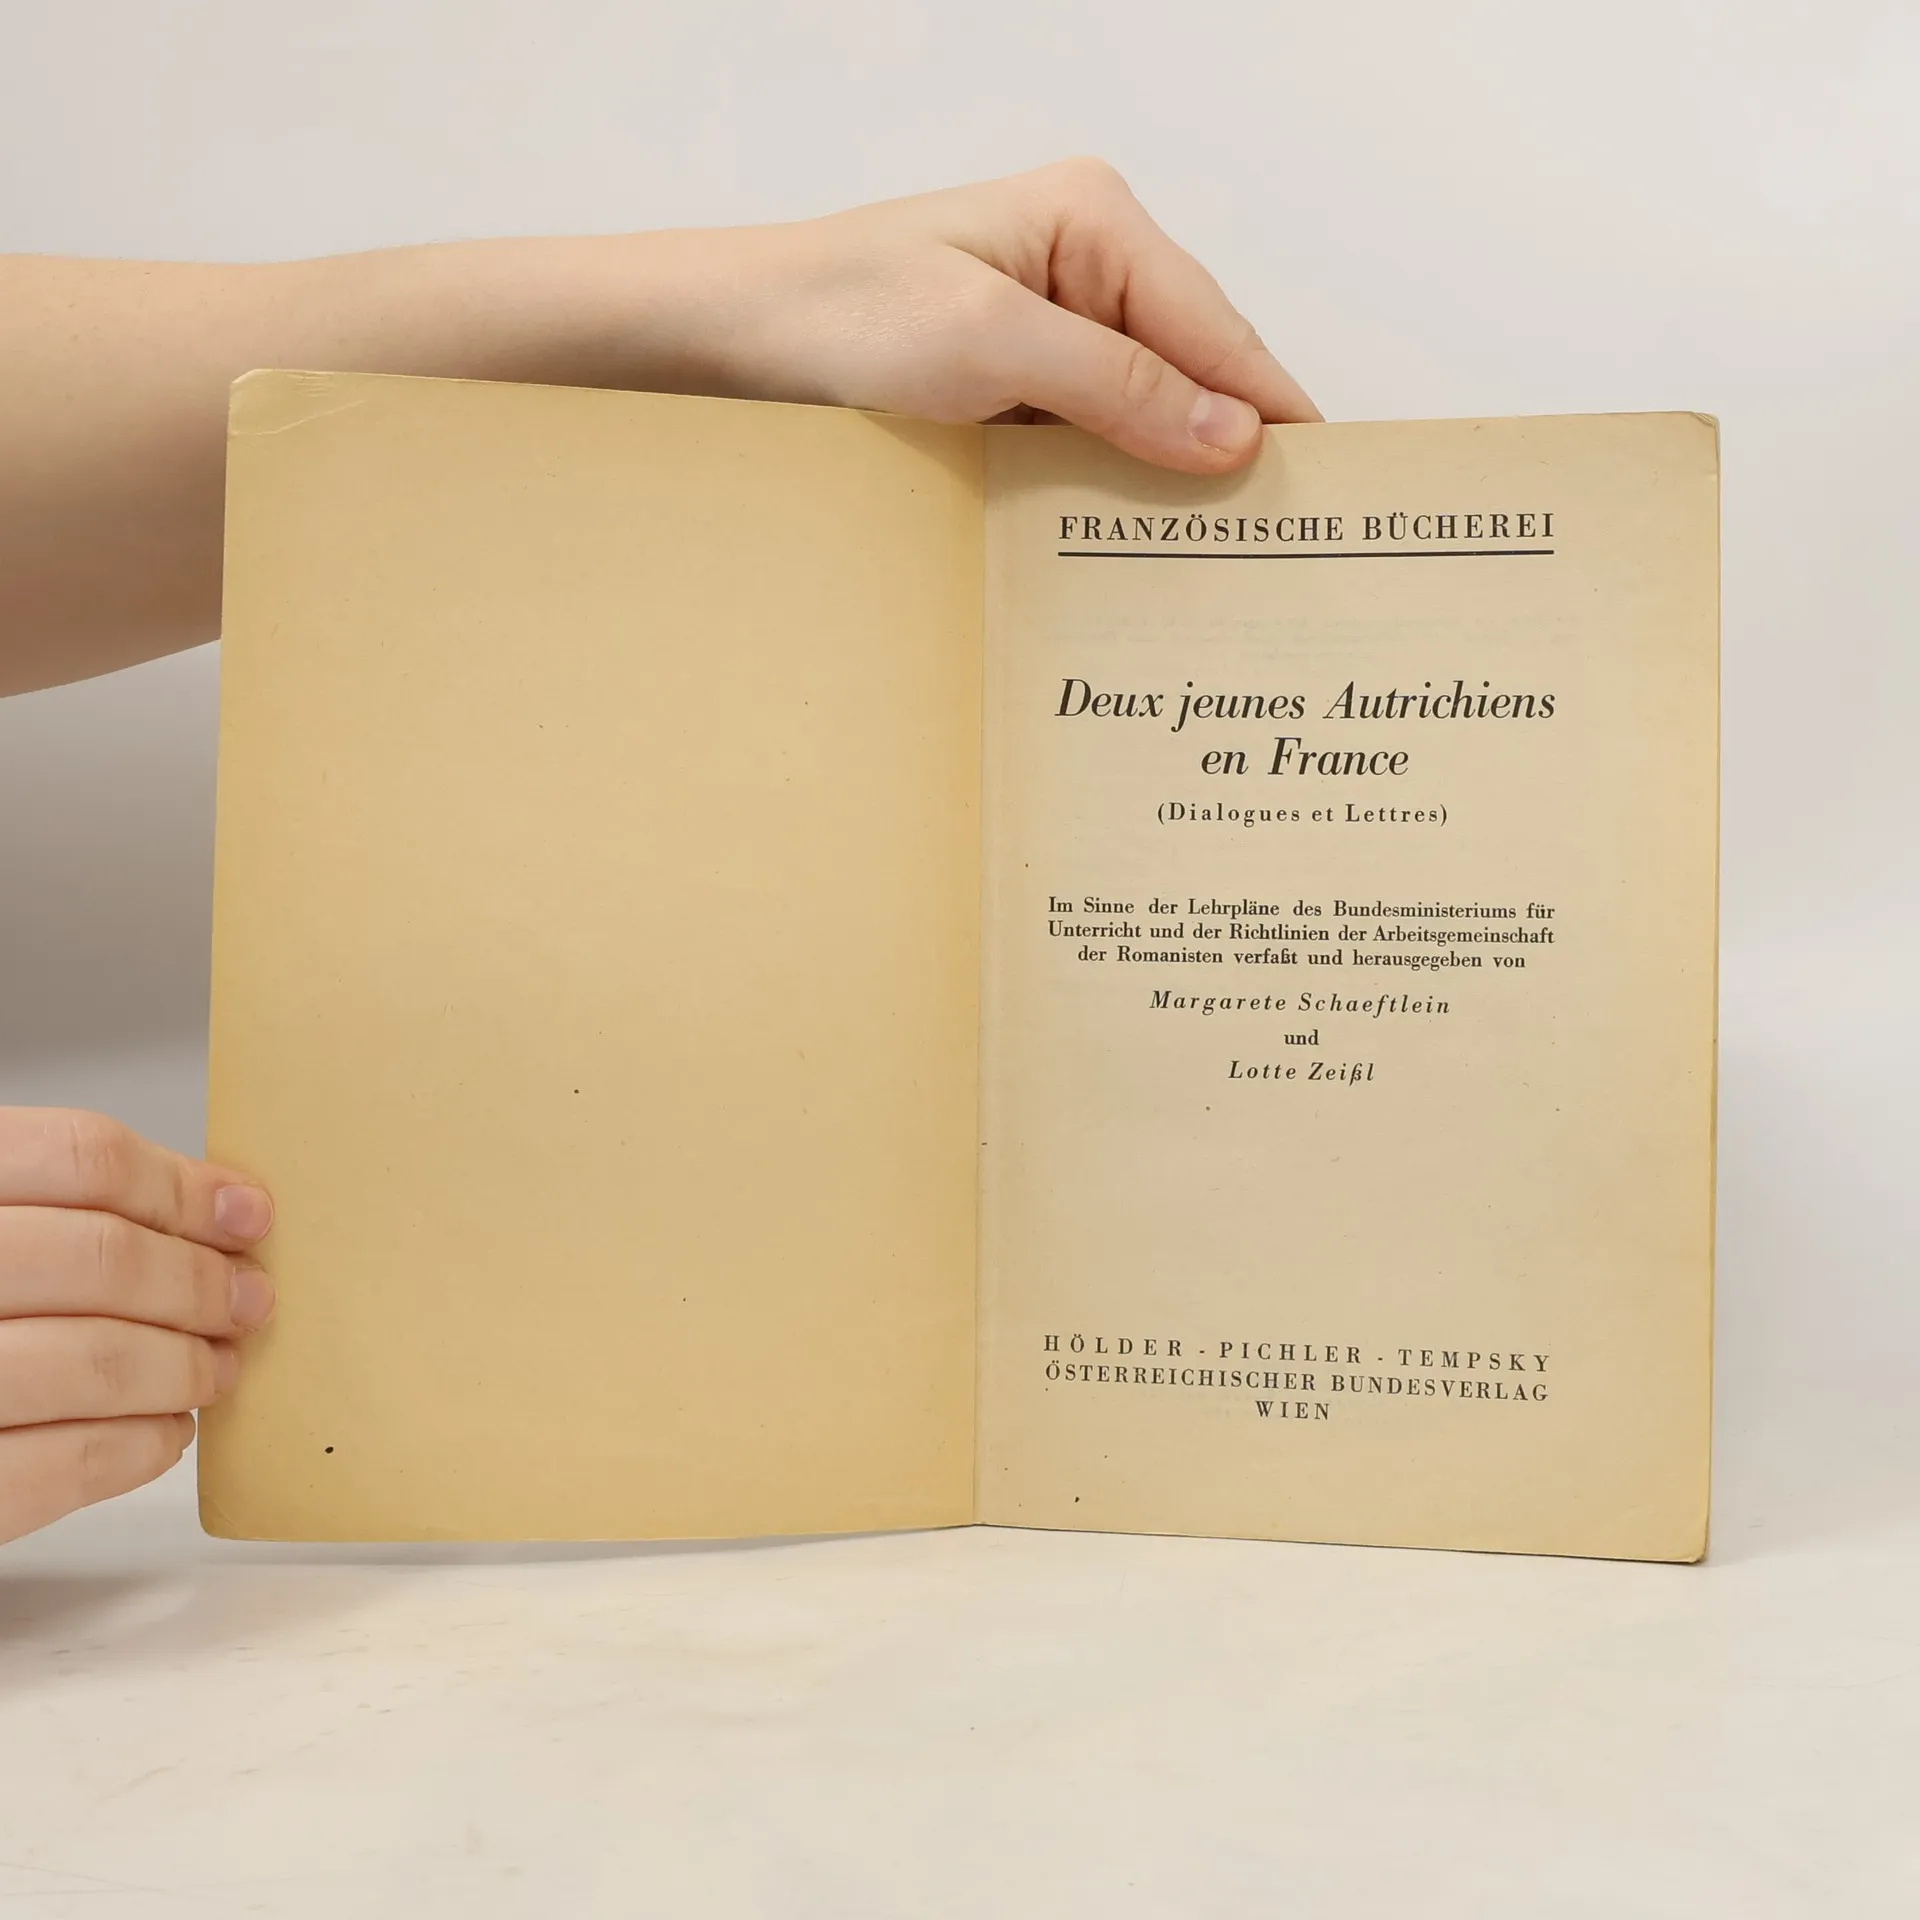 FRANZÖSISCHE BÜCHEREI
Deux jeunes Autrichiens
en France
(Dialogues et Lettres)
Im Sinne der Lehrpläne des Bundesministeriums für
Unterricht und der Richtlinien der Arbeitsgemeinschaft
der Romanisten verfaßt und herausgegeben von
Margarete Schaeftlein
und
Lotte Zeißl
HÖLDER - PICHLER - TEMPSKY
ÖSTERREICHISCHER BUNDESVERLAG
WIEN